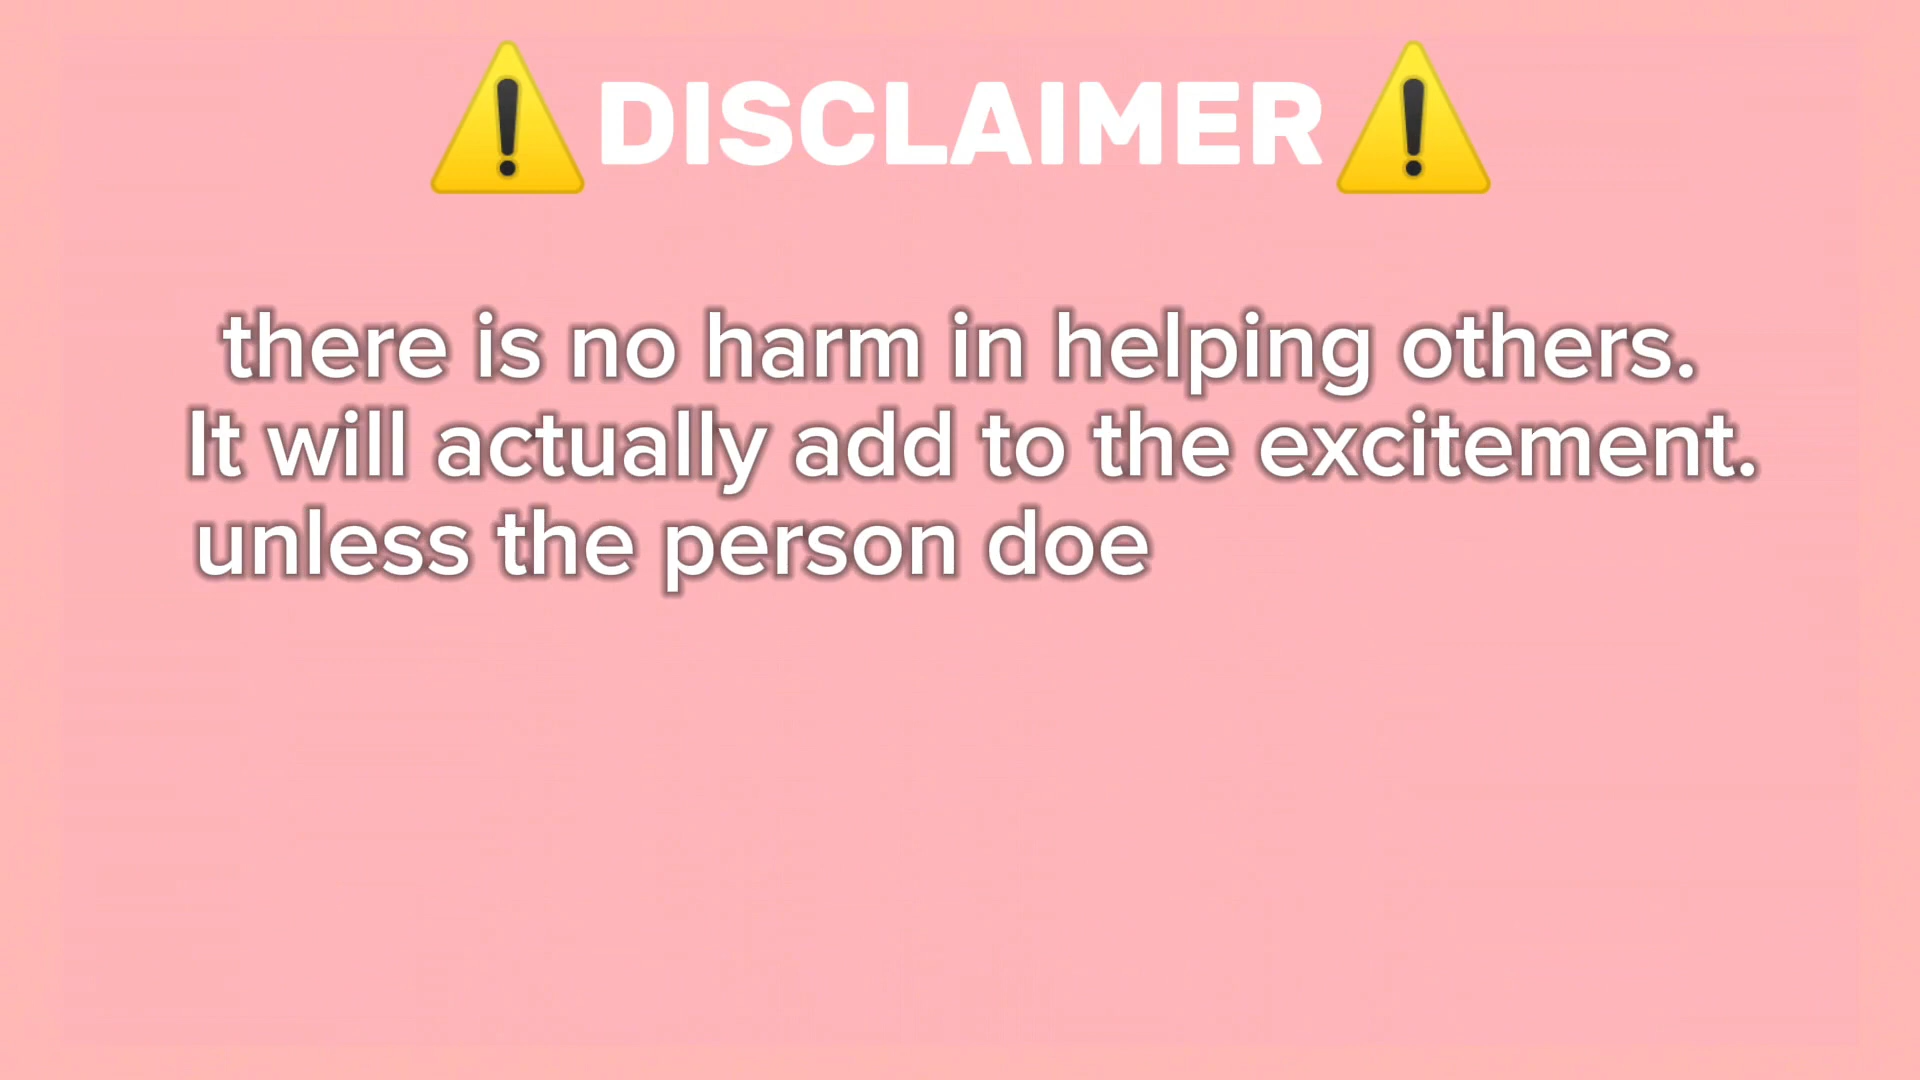 ⚠️DISCLAIMER⚠️
there is no harm in helping others.
It will actually add to the excitement.
unless the person doe